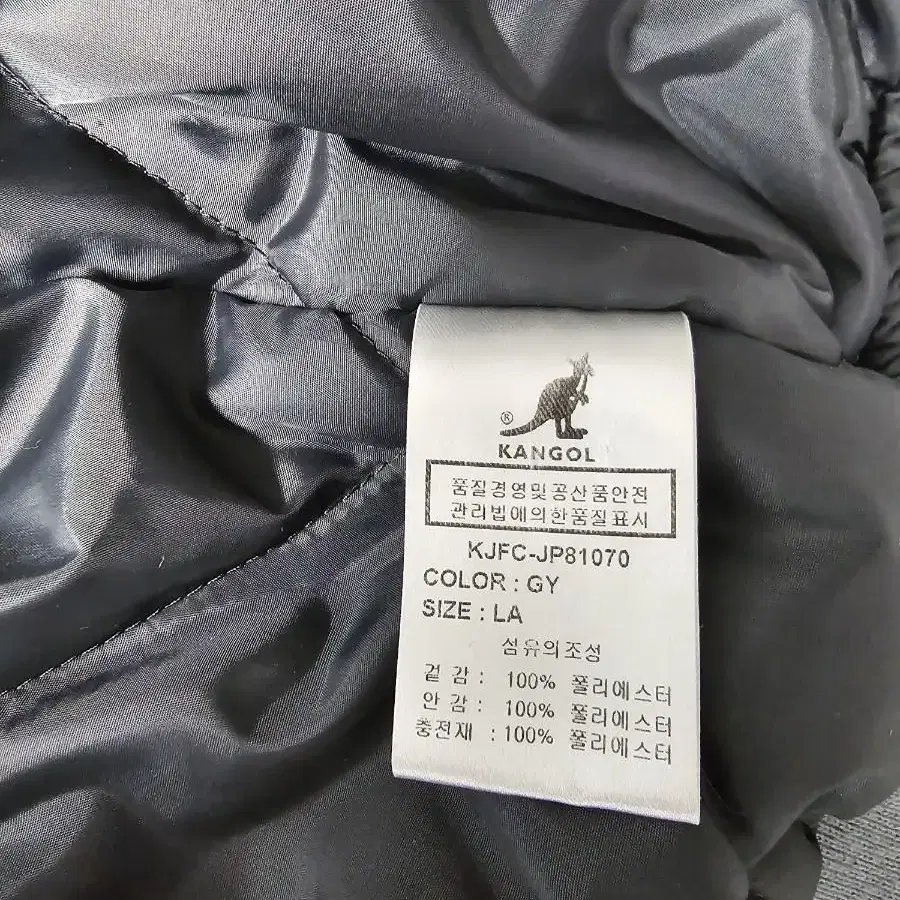 ®
KANGOL
품질경영및공산품안전
관리법에의한품질표시
KJFC-JP81070
COLOR : GY
SIZE : LA
섬유의조성
겉 감 : 100% 폴리에스터
안 감 : 100% 폴리에스터
충전재 : 100% 폴리에스터